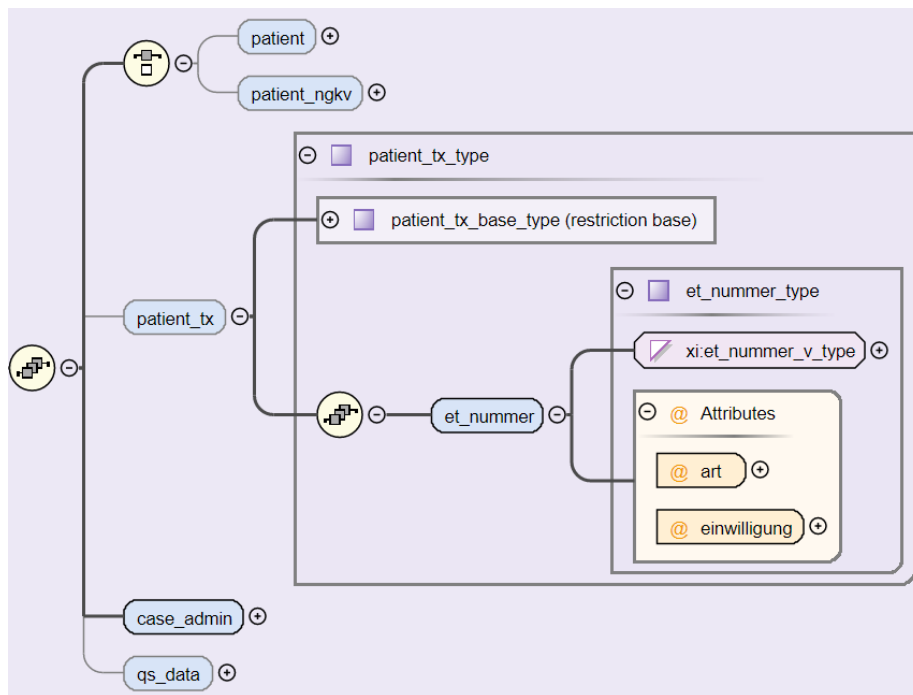 patient
patient_ngkv
patient_tx_type
patient_tx_base_type (restriction base)
et_nummer_type
patient_tx
xi:et_nummer_v_type
@ Attributes
et_nummer
@ art
@ einwilligung
case_admin
qs_data